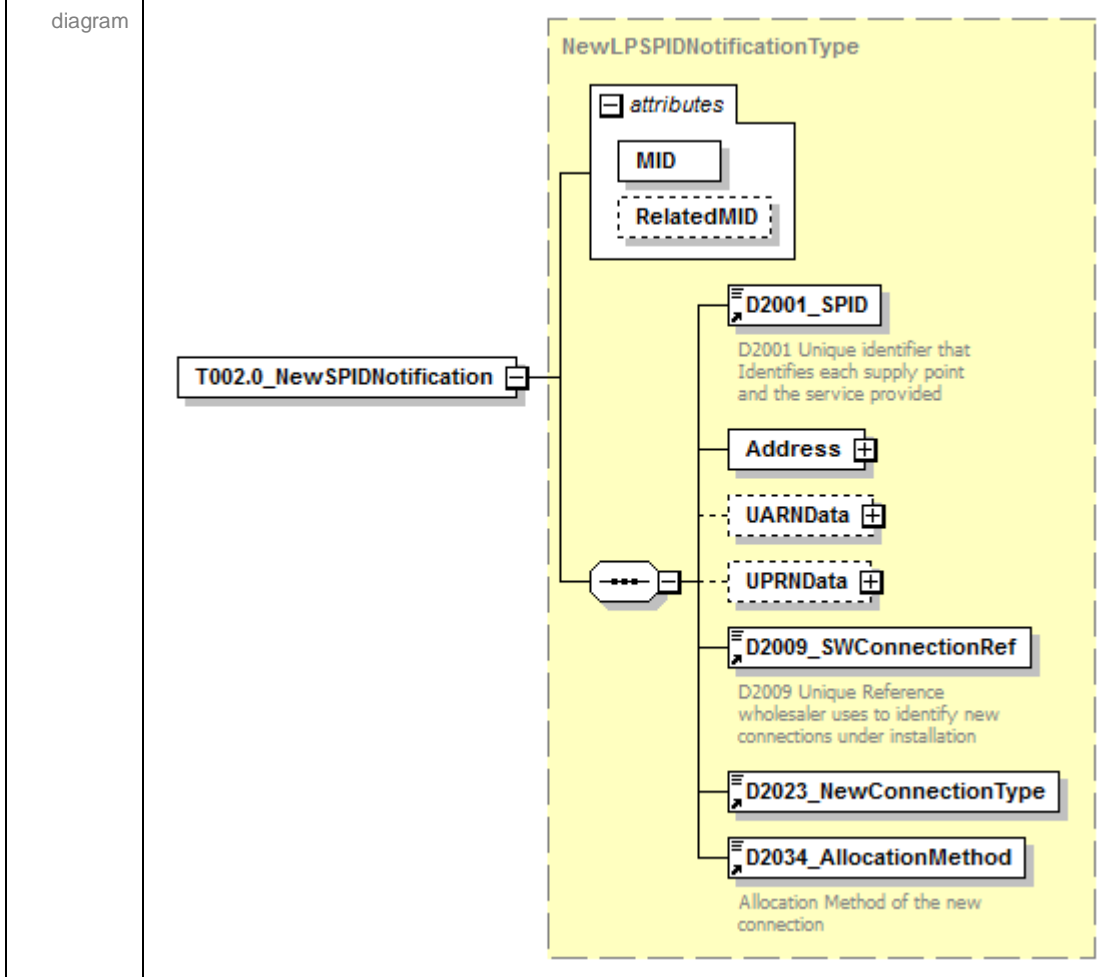 diagram
NewLPSPIDNotificationType
attributes
MID
RelatedMID
T002.0_NewSPIDNotification
D2001_SPID
D2001 Unique identifier that
Identifies each supply point
and the service provided
Address
UARNData
UPRNData
D2009_SWConnectionRef
D2009 Unique Reference
wholesaler uses to identify new
connections under installation
D2023_NewConnectionType
D2034_AllocationMethod
Allocation Method of the new
connection